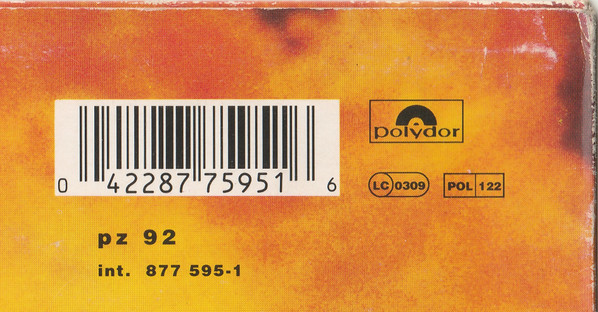 polydor
0 42287 75951 6
LC 0309 POL 122
pz 92
int. 877 595-1